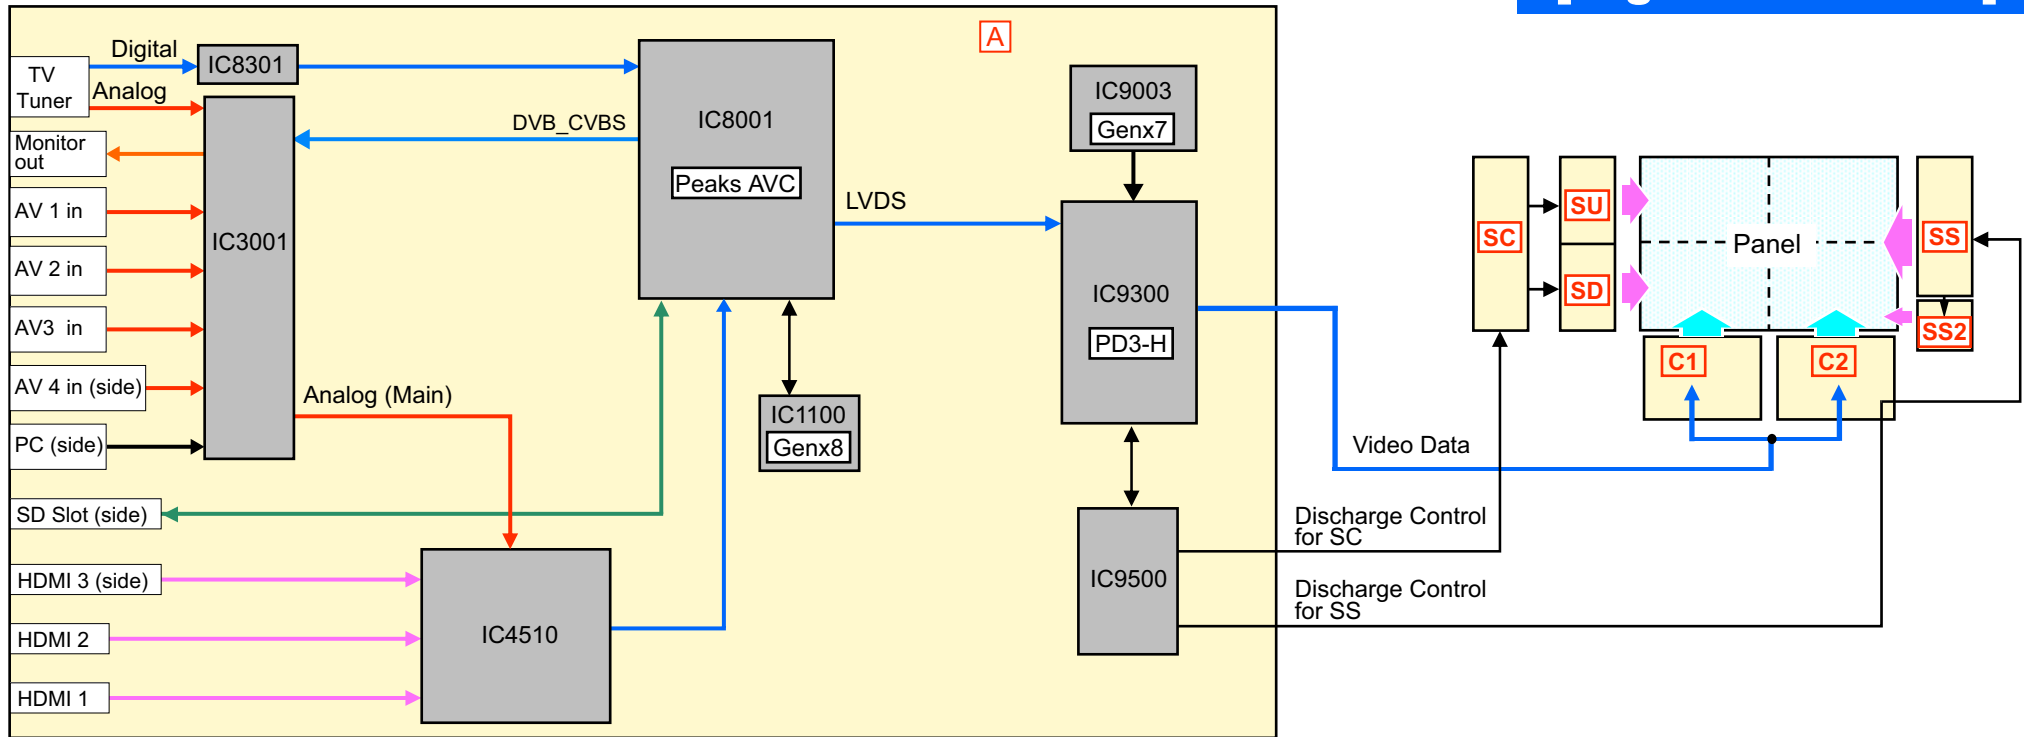 A
Digital
IC8301
TV
Tuner
Analog
Monitor
out
AV 1 in
AV 2 in
AV3  in
AV 4 in (side)
PC (side)
SD Slot (side)
HDMI 3 (side)
HDMI 2
HDMI 1
IC3001
DVB_CVBS
IC8001
Peaks AVC
LVDS
Analog (Main)
IC1100
Genx8
IC4510
IC9003
Genx7
IC9300
PD3-H
IC9500
Video Data
Discharge Control
for SC
Discharge Control
for SS
SC
SU
SD
Panel
SS
SS2
C1
C2